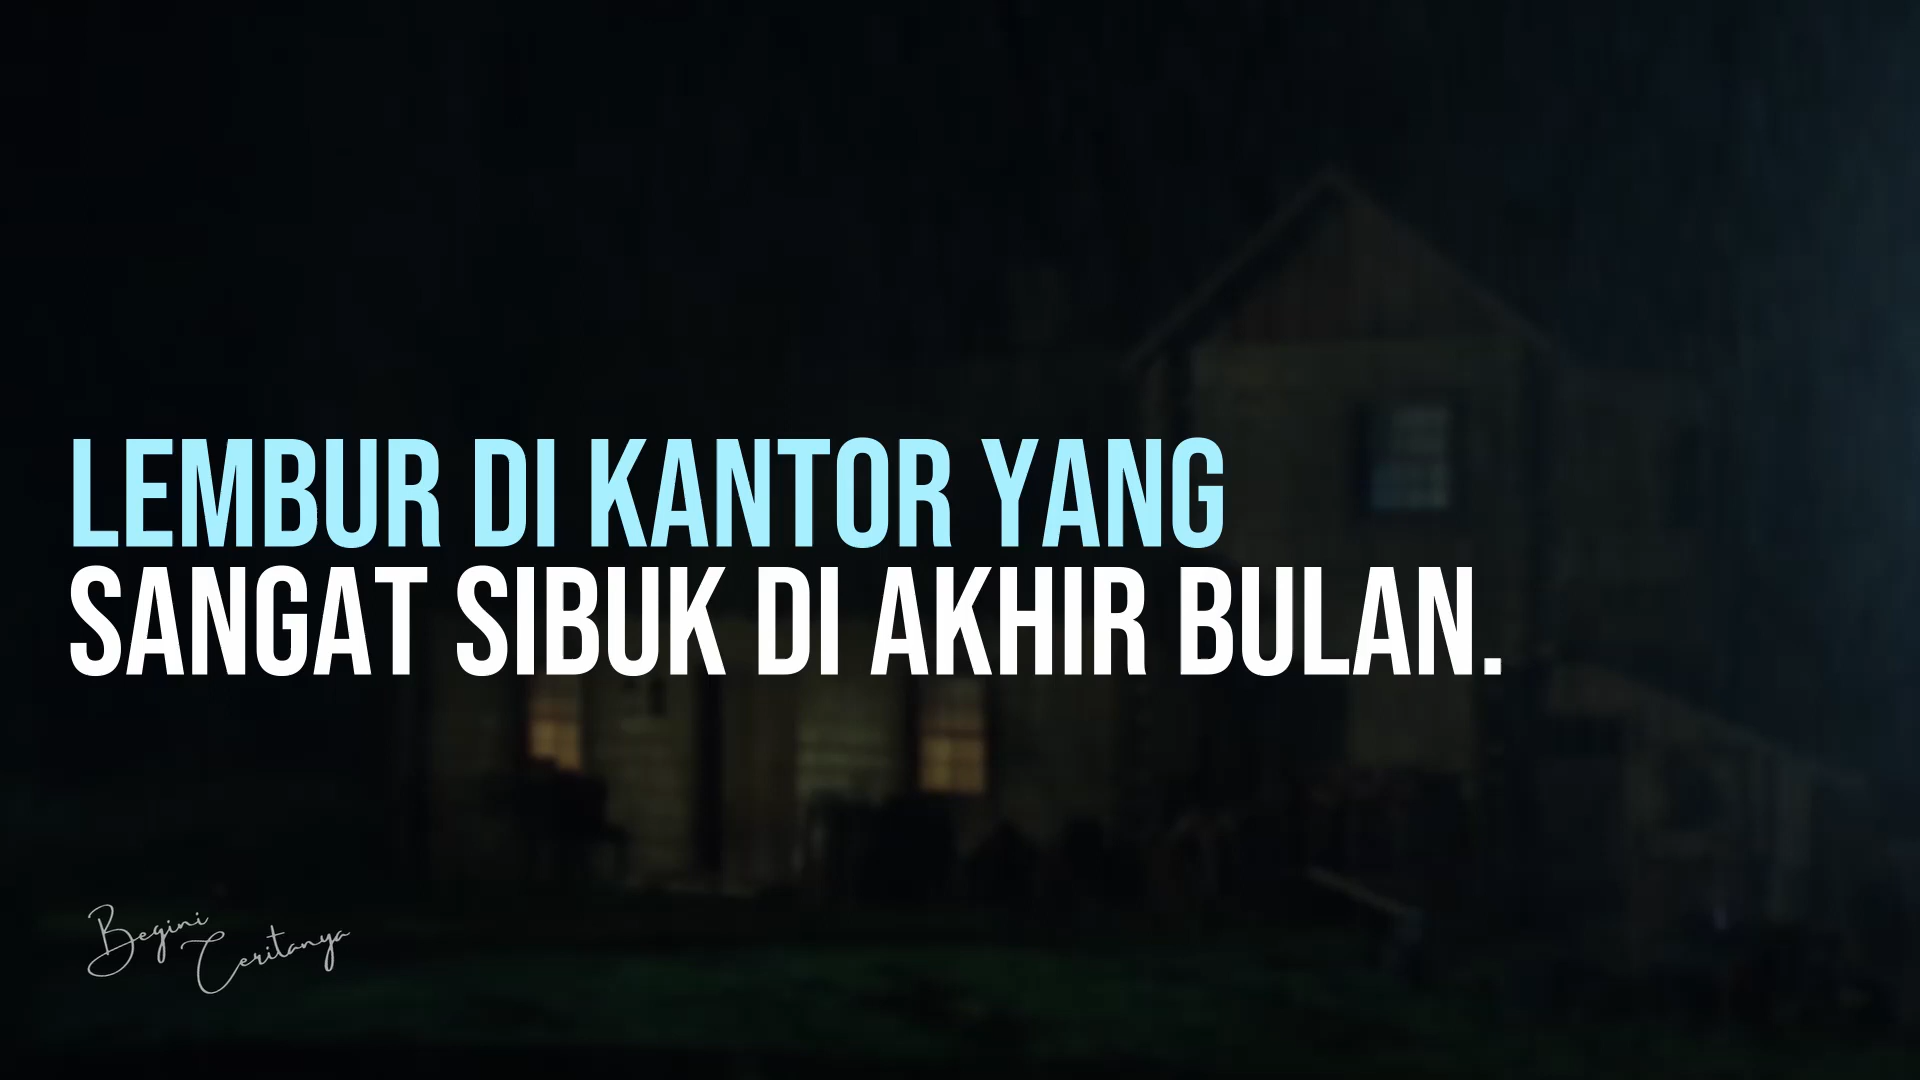 LEMBUR DI KANTOR YANG
SANGAT SIBUK DI AKHIR BULAN.
Begini
Ceritanya